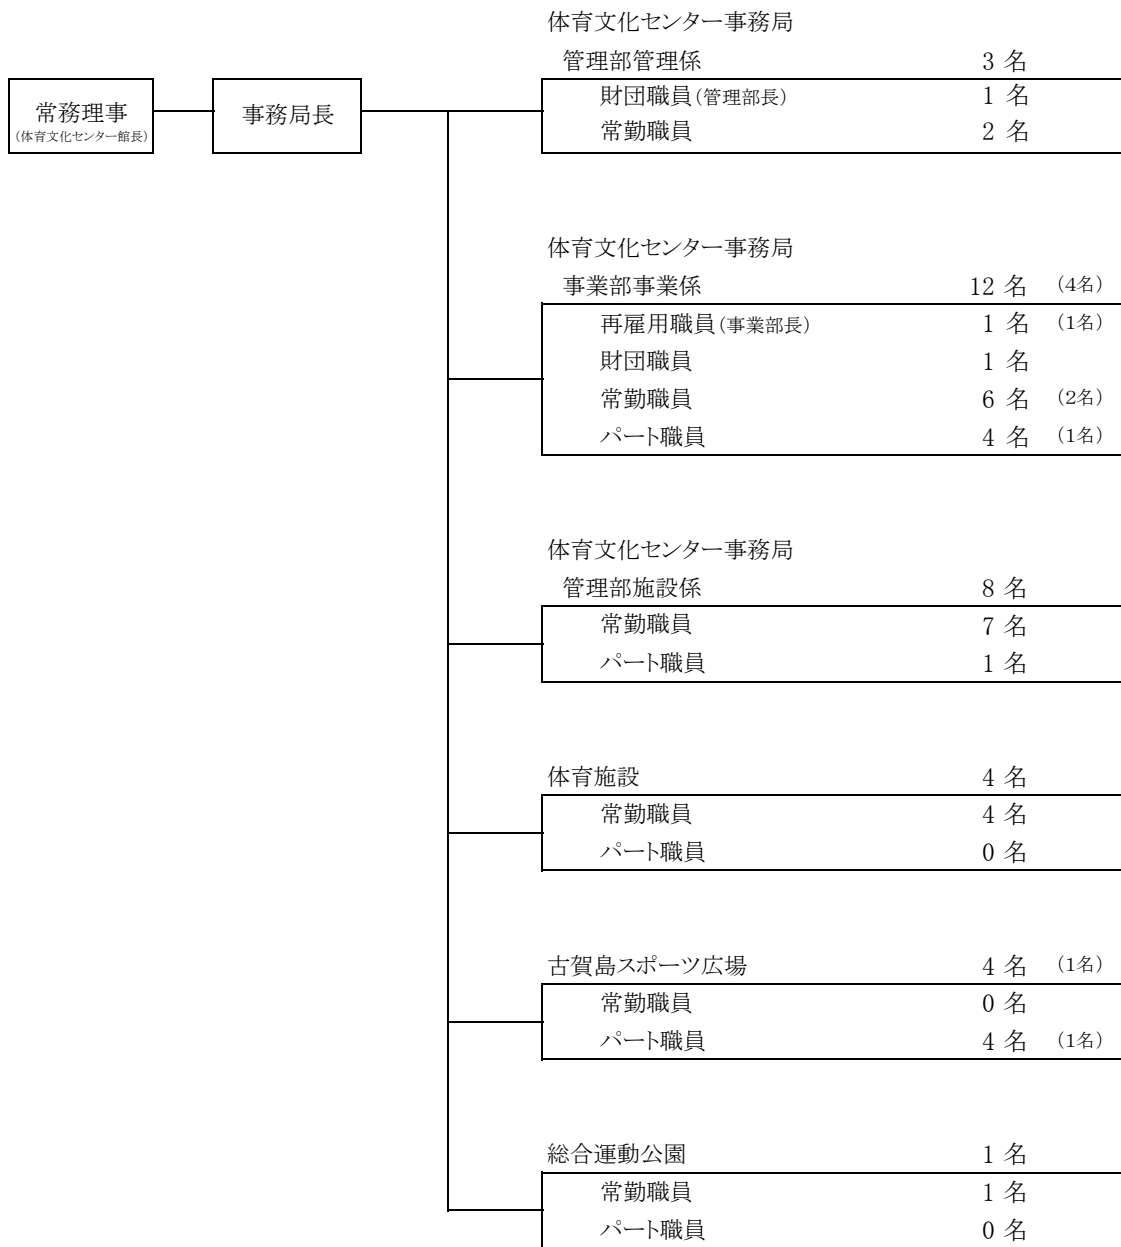 常務理事
(体育文化センター館長)
事務局長
体育文化センター事務局
管理部管理係 3 名
財団職員(管理部長) 1 名
常勤職員 2 名
体育文化センター事務局
事業部事業係 12 名 (4名)
再雇用職員(事業部長) 1 名 (1名)
財団職員 1 名
常勤職員 6 名 (2名)
パート職員 4 名 (1名)
体育文化センター事務局
管理部施設係 8 名
常勤職員 7 名
パート職員 1 名
体育施設 4 名
常勤職員 4 名
パート職員 0 名
古賀島スポーツ広場 4 名 (1名)
常勤職員 0 名
パート職員 4 名 (1名)
総合運動公園 1 名
常勤職員 1 名
パート職員 0 名